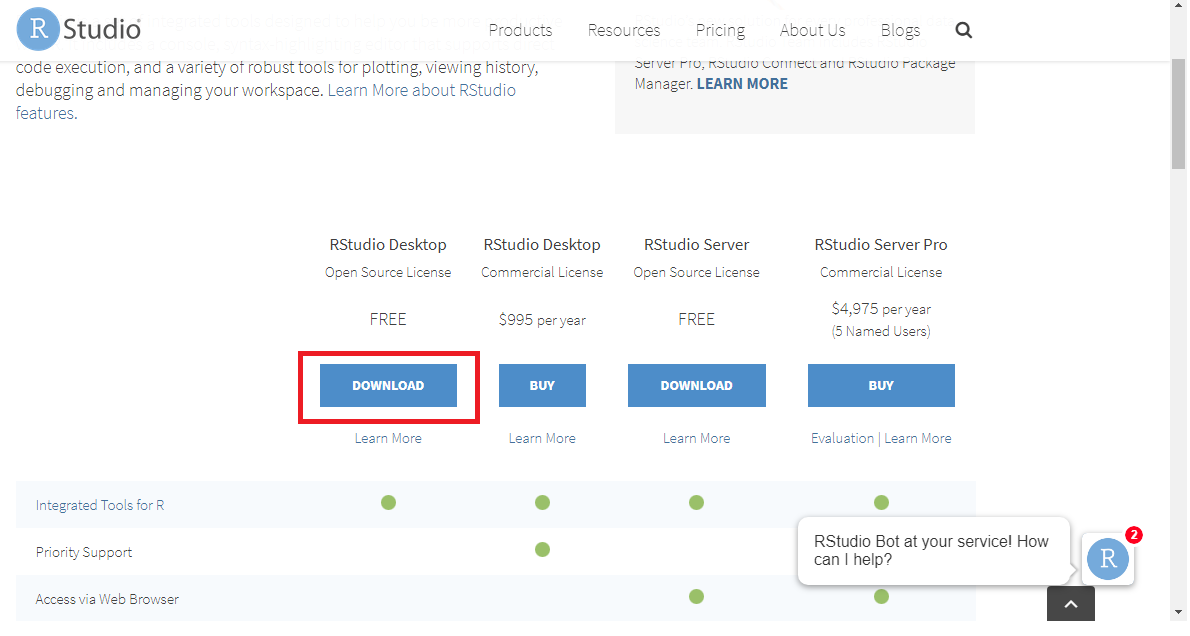 R Studio®
Products Resources Pricing About Us Blogs
code execution, and a variety of robust tools for plotting, viewing history,
debugging and managing your workspace. Learn More about RStudio
features.
Server Pro, RStudio Connect and RStudio Package
Manager. LEARN MORE
RStudio Desktop RStudio Desktop RStudio Server RStudio Server Pro
Open Source License Commercial License Open Source License Commercial License
FREE $995 per year FREE $4,975 per year
(5 Named Users)
DOWNLOAD BUY DOWNLOAD BUY
Learn More Learn More Learn More Evaluation | Learn More
Integrated Tools for R
Priority Support
Access via Web Browser
RStudio Bot at your service! How
can I help?
R 2